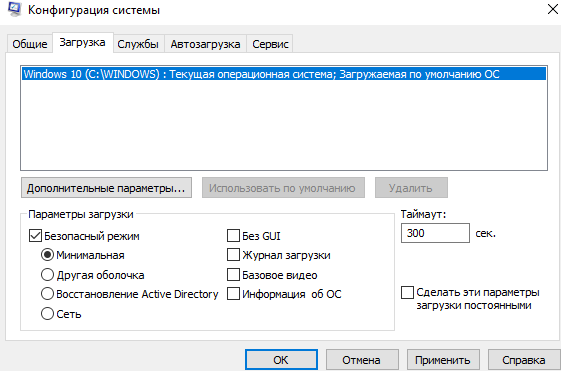 Конфигурация системы
Общие Загрузка Службы Автозагрузка Сервис
Windows 10 (C:\WINDOWS) : Текущая операционная система; Загружаемая по умолчанию ОС
Дополнительные параметры... Использовать по умолчанию Удалить
Параметры загрузки Таймаут:
Безопасный режим Без GUI 300 сек.
Минимальная Журнал загрузки
Другая оболочка Базовое видео
Восстановление Active Directory Информация об ОС Сделать эти параметры
загрузки постоянными
Сеть
ОК Отмена Применить Справка